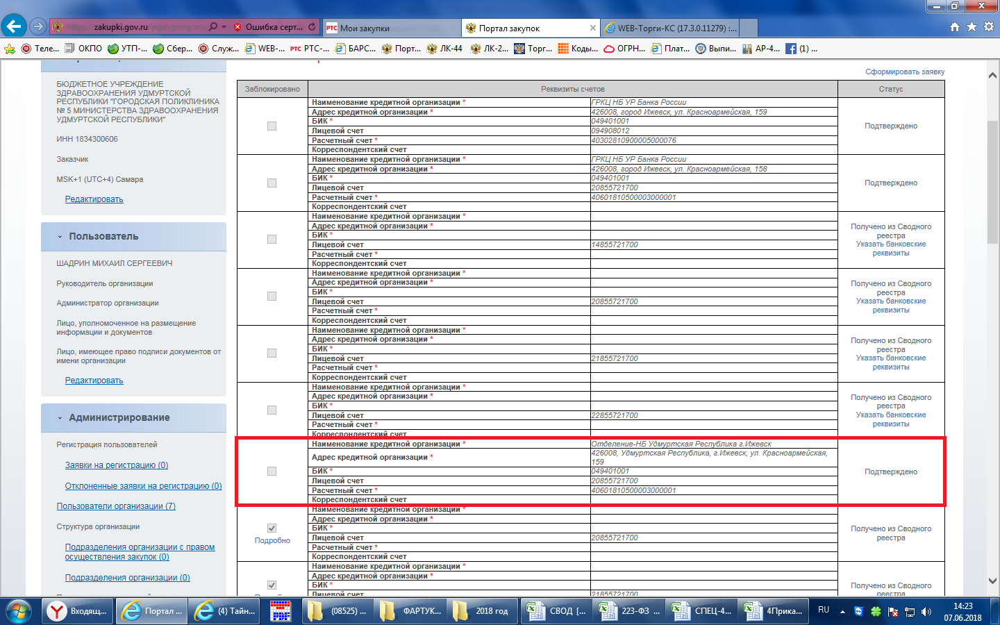 https://zakupki.gov.ru/pgz/spring/ma
Ошибка серт...
Мои закупки
Портал закупок
WEB-Торги-КС (17.3.0.11279) :...
Теле...
ОКПО
УТП-...
Сбер...
Служ...
WEB-...
РТС-...
БАРС...
Порт...
ЛК-44
ЛК-2...
Торг...
Коды...
ОГРН...
Плат...
Выпи...
АР-4...
(1) ...
БЮДЖЕТНОЕ УЧРЕЖДЕНИЕ
ЗДРАВООХРАНЕНИЯ УДМУРТСКОЙ
РЕСПУБЛИКИ "ГОРОДСКАЯ ПОЛИКЛИНИКА
№ 5 МИНИСТЕРСТВА ЗДРАВООХРАНЕНИЯ
УДМУРТСКОЙ РЕСПУБЛИКИ"
ИНН 1834300606
Заказчик
MSK+1 (UTC+4) Самара
Редактировать
Пользователь
ШАДРИН МИХАИЛ СЕРГЕЕВИЧ
Руководитель организации
Администратор организации
Лицо, уполномоченное на размещение
информации и документов
Лицо, имеющее право подписи документов от
имени организации
Редактировать
Администрирование
Регистрация пользователей
Заявки на регистрацию (0)
Отклоненные заявки на регистрацию (0)
Пользователи организации (7)
Структура организации
Подразделения организации с правом
осуществления закупок (0)
Подразделения организации (0)
Сформировать заявку
Заблокировано Реквизиты счетов Статус
Наименование кредитной организации * ГРКЦ НБ УР Банка России
Адрес кредитной организации * 426008, город Ижевск, ул. Красноармейская, 159
БИК * 049401001
Лицевой счет 094908012
Расчетный счет * 40302810900005000076
Корреспондентский счет
Подтверждено
Наименование кредитной организации * ГРКЦ НБ УР Банка России
Адрес кредитной организации * 426008, город Ижевск, ул. Красноармейская, 158
БИК * 049401001
Лицевой счет 20855721700
Расчетный счет * 40601810500003000001
Корреспондентский счет
Подтверждено
Наименование кредитной организации *
Адрес кредитной организации *
БИК *
Лицевой счет 14855721700
Расчетный счет *
Корреспондентский счет
Получено из Сводного
реестра
Указать банковские
реквизиты
Наименование кредитной организации *
Адрес кредитной организации *
БИК *
Лицевой счет 20855721700
Расчетный счет *
Корреспондентский счет
Получено из Сводного
реестра
Указать банковские
реквизиты
Наименование кредитной организации *
Адрес кредитной организации *
БИК *
Лицевой счет 21855721700
Расчетный счет *
Корреспондентский счет
Получено из Сводного
реестра
Указать банковские
реквизиты
Наименование кредитной организации *
Адрес кредитной организации *
БИК *
Лицевой счет 22855721700
Расчетный счет *
Корреспондентский счет
Получено из Сводного
реестра
Указать банковские
реквизиты
Наименование кредитной организации * Отделение-НБ Удмуртская Республика г.Ижевск
Адрес кредитной организации * 426008, Удмуртская Республика, г.Ижевск, ул. Красноармейская,
159
БИК * 049401001
Лицевой счет 20855721700
Расчетный счет * 40601810500003000001
Корреспондентский счет
Подтверждено
Подробно
Наименование кредитной организации *
Адрес кредитной организации *
БИК *
Лицевой счет 20855721700
Расчетный счет *
Корреспондентский счет
Получено из Сводного
реестра
Наименование кредитной организации *
Адрес кредитной организации *
БИК *
Лицевой счет 21855721700
Получено из Сводного
реестра
Входящ...
Портал ...
(4) Тайн...
(08525) ...
ФАРТУК...
2018 год
СВОД [...
223-ФЗ ...
СПЕЦ-4...
4Прика...
RU
14:23
07.06.2018